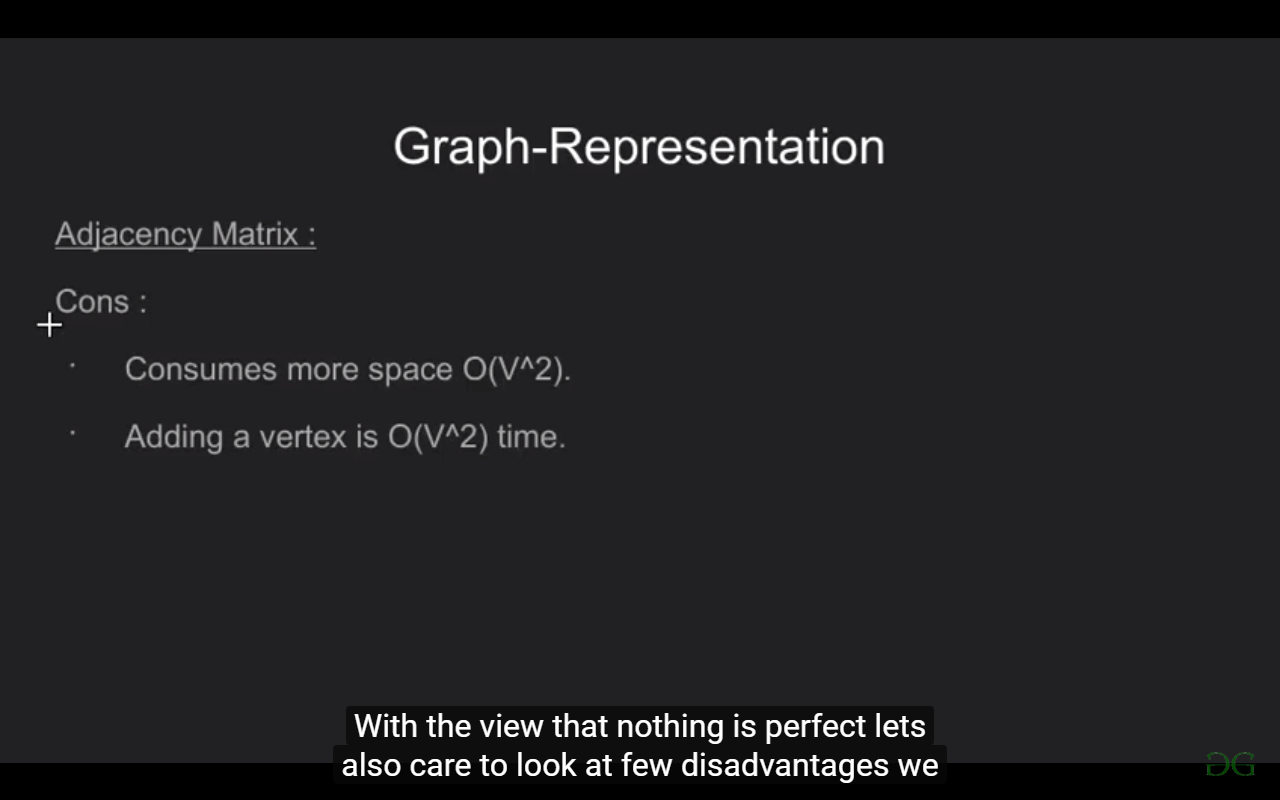 Graph-Representation
Adjacency Matrix :
Cons :
· Consumes more space O(V^2).
· Adding a vertex is O(V^2) time.
With the view that nothing is perfect lets
also care to look at few disadvantages we